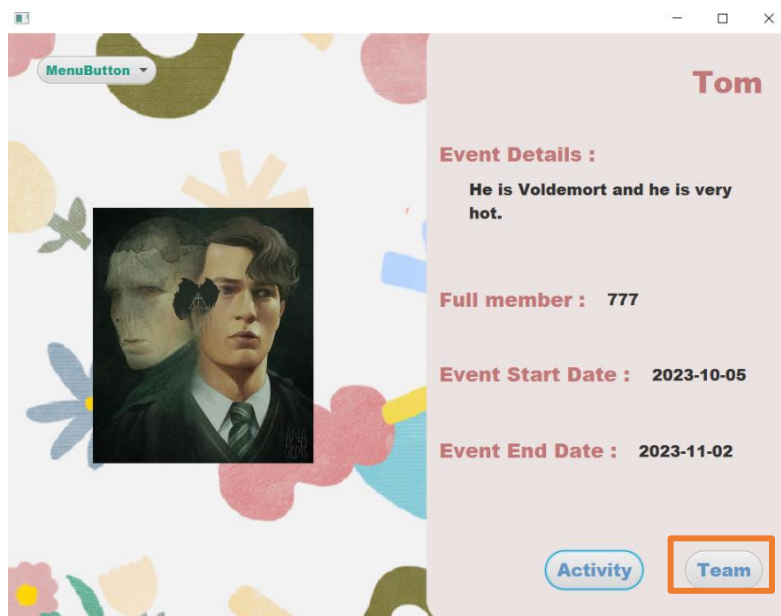 MenuButton
Tom
Event Details :
He is Voldemort and he is very
hot.
Full member : 777
Event Start Date : 2023-10-05
Event End Date : 2023-11-02
Activity
Team